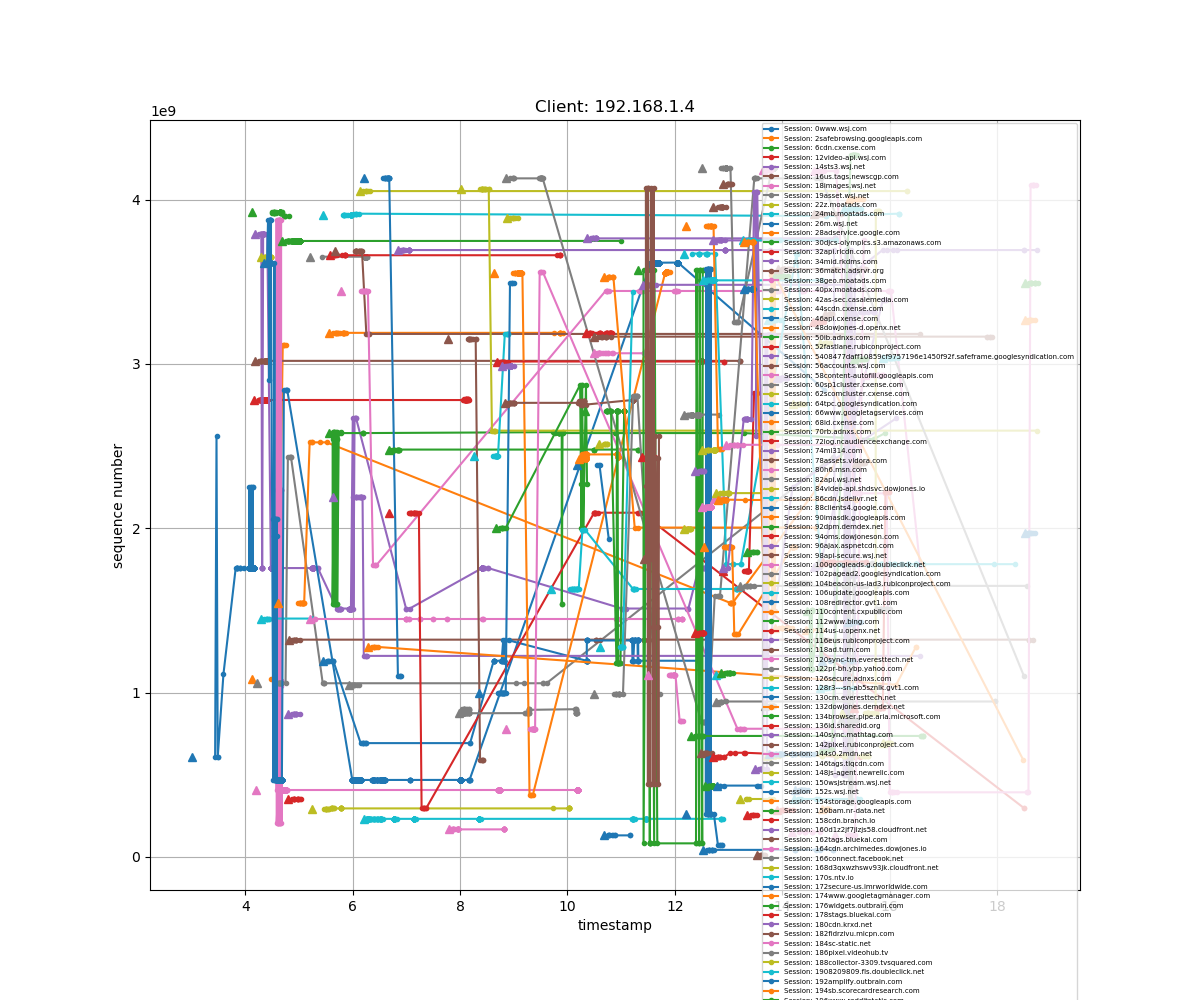 Client: 192.168.1.4
1e9
sequence number
4
3
2
1
0
4
6
8
10
12
18
timestamp
Session: 0www.wsj.com
Session: 2safebrowsing.googleapis.com
Session: 6cdn.cxense.com
Session: 12video-api.wsj.com
Session: 14sts3.wsj.net
Session: 16us.tags.newscgp.com
Session: 18images.wsj.net
Session: 19asset.wsj.net
Session: 22z.moatads.com
Session: 24mb.moatads.com
Session: 26m.wsj.net
Session: 28adservice.google.com
Session: 30djcs-olympics.s3.amazonaws.com
Session: 32api.rlcdn.com
Session: 34mid.rkdms.com
Session: 36match.adsrvr.org
Session: 38geo.moatads.com
Session: 40px.moatads.com
Session: 42as-sec.casalemedia.com
Session: 44scdn.cxense.com
Session: 46api.cxense.com
Session: 48dowjones-d.openx.net
Session: 50ib.adnxs.com
Session: 52fastlane.rubiconproject.com
Session: 5408477daff10859cf9757196e1450f92f.safeframe.googlesyndication.com
Session: 56accounts.wsj.com
Session: 58content-autofill.googleapis.com
Session: 60sp1cluster.cxense.com
Session: 62scomcluster.cxense.com
Session: 64tpc.googlesyndication.com
Session: 66www.googletagservices.com
Session: 68id.cxense.com
Session: 70rb.adnxs.com
Session: 72log.ncaudienceexchange.com
Session: 74ml314.com
Session: 78assets.vidora.com
Session: 80h6.msn.com
Session: 82api.wsj.net
Session: 84video-api.shdsvc.dowjones.io
Session: 86cdn.jsdelivr.net
Session: 88clients4.google.com
Session: 90imasdk.googleapis.com
Session: 92dpm.demdex.net
Session: 94oms.dowjoneson.com
Session: 96ajax.aspnetcdn.com
Session: 98api-secure.wsj.net
Session: 100googleads.g.doubleclick.net
Session: 102pagead2.googlesyndication.com
Session: 104beacon-us-iad3.rubiconproject.com
Session: 106update.googleapis.com
Session: 108redirector.gvt1.com
Session: 110content.cxpublic.com
Session: 112www.bing.com
Session: 114us-u.openx.net
Session: 116eus.rubiconproject.com
Session: 118ad.turn.com
Session: 120sync-tm.everesttech.net
Session: 122pr-bh.ybp.yahoo.com
Session: 126secure.adnxs.com
Session: 128r3---sn-ab5sznlk.gvt1.com
Session: 130cm.everesttech.net
Session: 132dowjones.demdex.net
Session: 134browser.pipe.aria.microsoft.com
Session: 136id.sharedid.org
Session: 140sync.mathtag.com
Session: 142pixel.rubiconproject.com
Session: 144s0.2mdn.net
Session: 146tags.tiqcdn.com
Session: 148js-agent.newrelic.com
Session: 150wsjstream.wsj.net
Session: 152s.wsj.net
Session: 154storage.googleapis.com
Session: 156bam.nr-data.net
Session: 158cdn.branch.io
Session: 160d1z2jf7jlzjs58.cloudfront.net
Session: 162tags.bluekai.com
Session: 164cdn.archimedes.dowjones.io
Session: 166connect.facebook.net
Session: 168d3qxwzhswv93jk.cloudfront.net
Session: 170s.ntv.io
Session: 172secure-us.imrworldwide.com
Session: 174www.googletagmanager.com
Session: 176widgets.outbrain.com
Session: 178stags.bluekai.com
Session: 180cdn.krxd.net
Session: 182fidrzlvu.micpn.com
Session: 184sc-static.net
Session: 186pixel.videohub.tv
Session: 188collector-3309.tvsquared.com
Session: 1908209809.fls.doubleclick.net
Session: 192amplify.outbrain.com
Session: 194sb.scorecardresearch.com